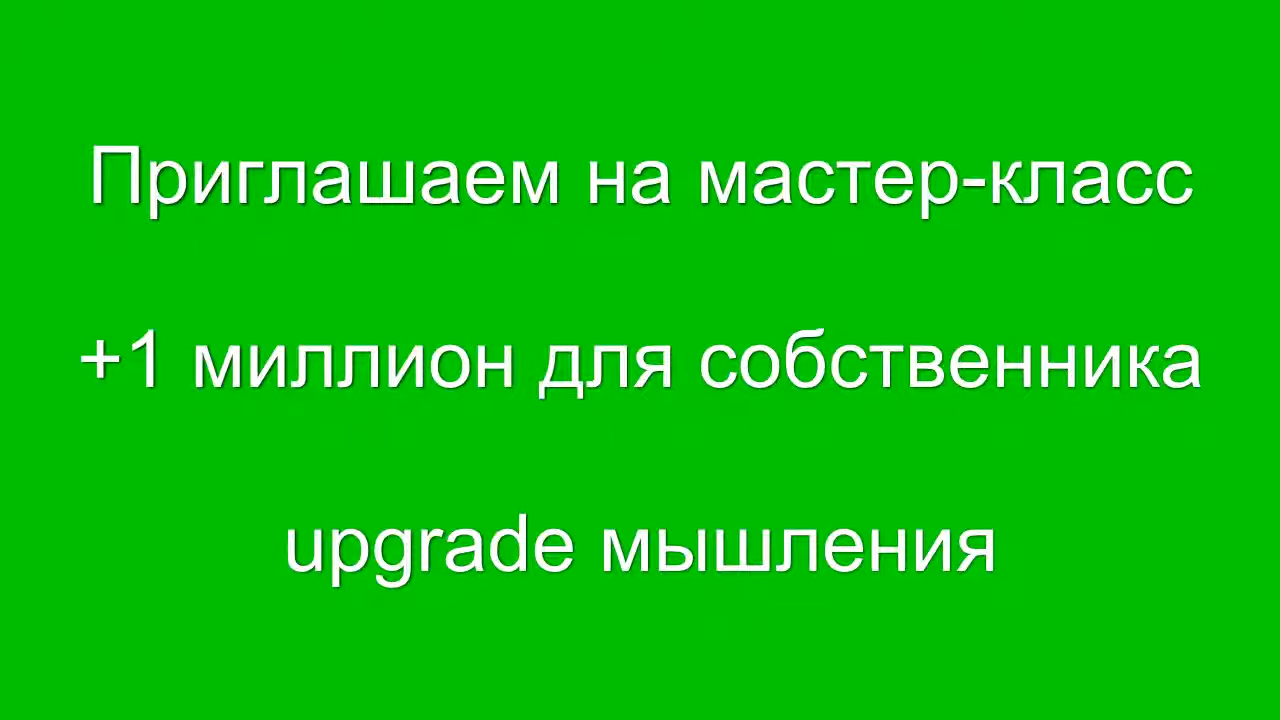 Приглашаем на мастер-класс
+1 миллион для собственника
upgrade мышления